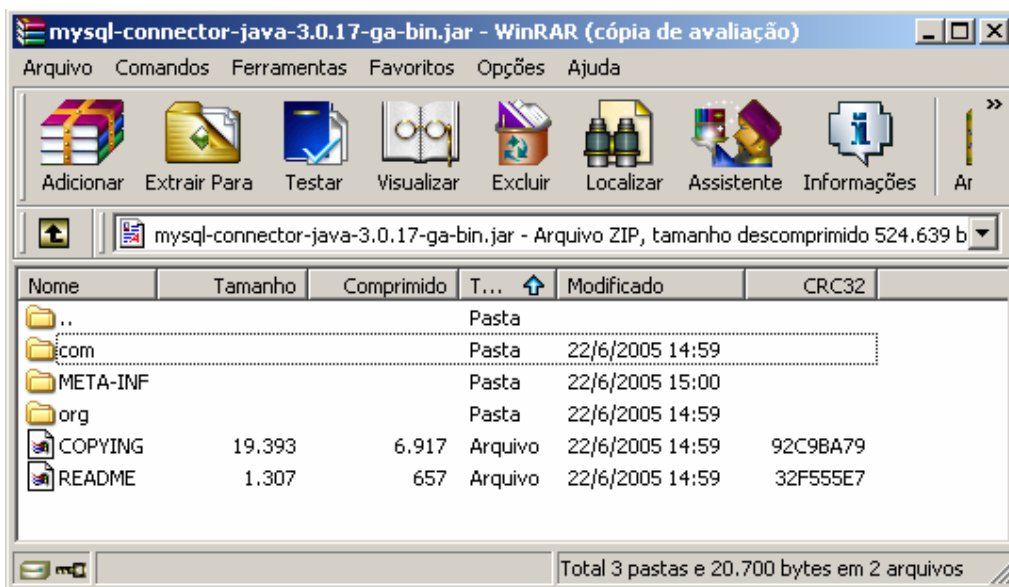 mysql-connector-java-3.0.17-ga-bin.jar - WinRAR (cópia de avaliação)
Arquivo Comandos Ferramentas Favoritos Opções Ajuda
»
Adicionar Extrair Para Testar Visualizar Excluir Localizar Assistente Informações Ar
mysql-connector-java-3.0.17-ga-bin.jar - Arquivo ZIP, tamanho descomprimido 524.639 b
Nome Tamanho Comprimido T... Modificado CRC32
.. Pasta
com Pasta 22/6/2005 14:59
META-INF Pasta 22/6/2005 15:00
org Pasta 22/6/2005 14:59
COPYING 19.393 6.917 Arquivo 22/6/2005 14:59 92C9BA79
README 1.307 657 Arquivo 22/6/2005 14:59 32F555E7
Total 3 pastas e 20.700 bytes em 2 arquivos